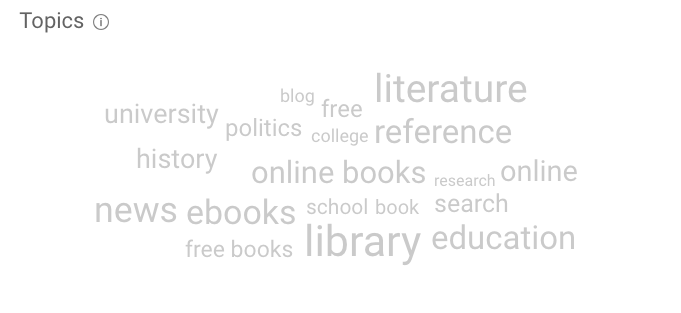 Topics
blog
literature
university
free
politics
college
reference
history
online books
research
online
news
ebooks
school
book
search
free books
library
education